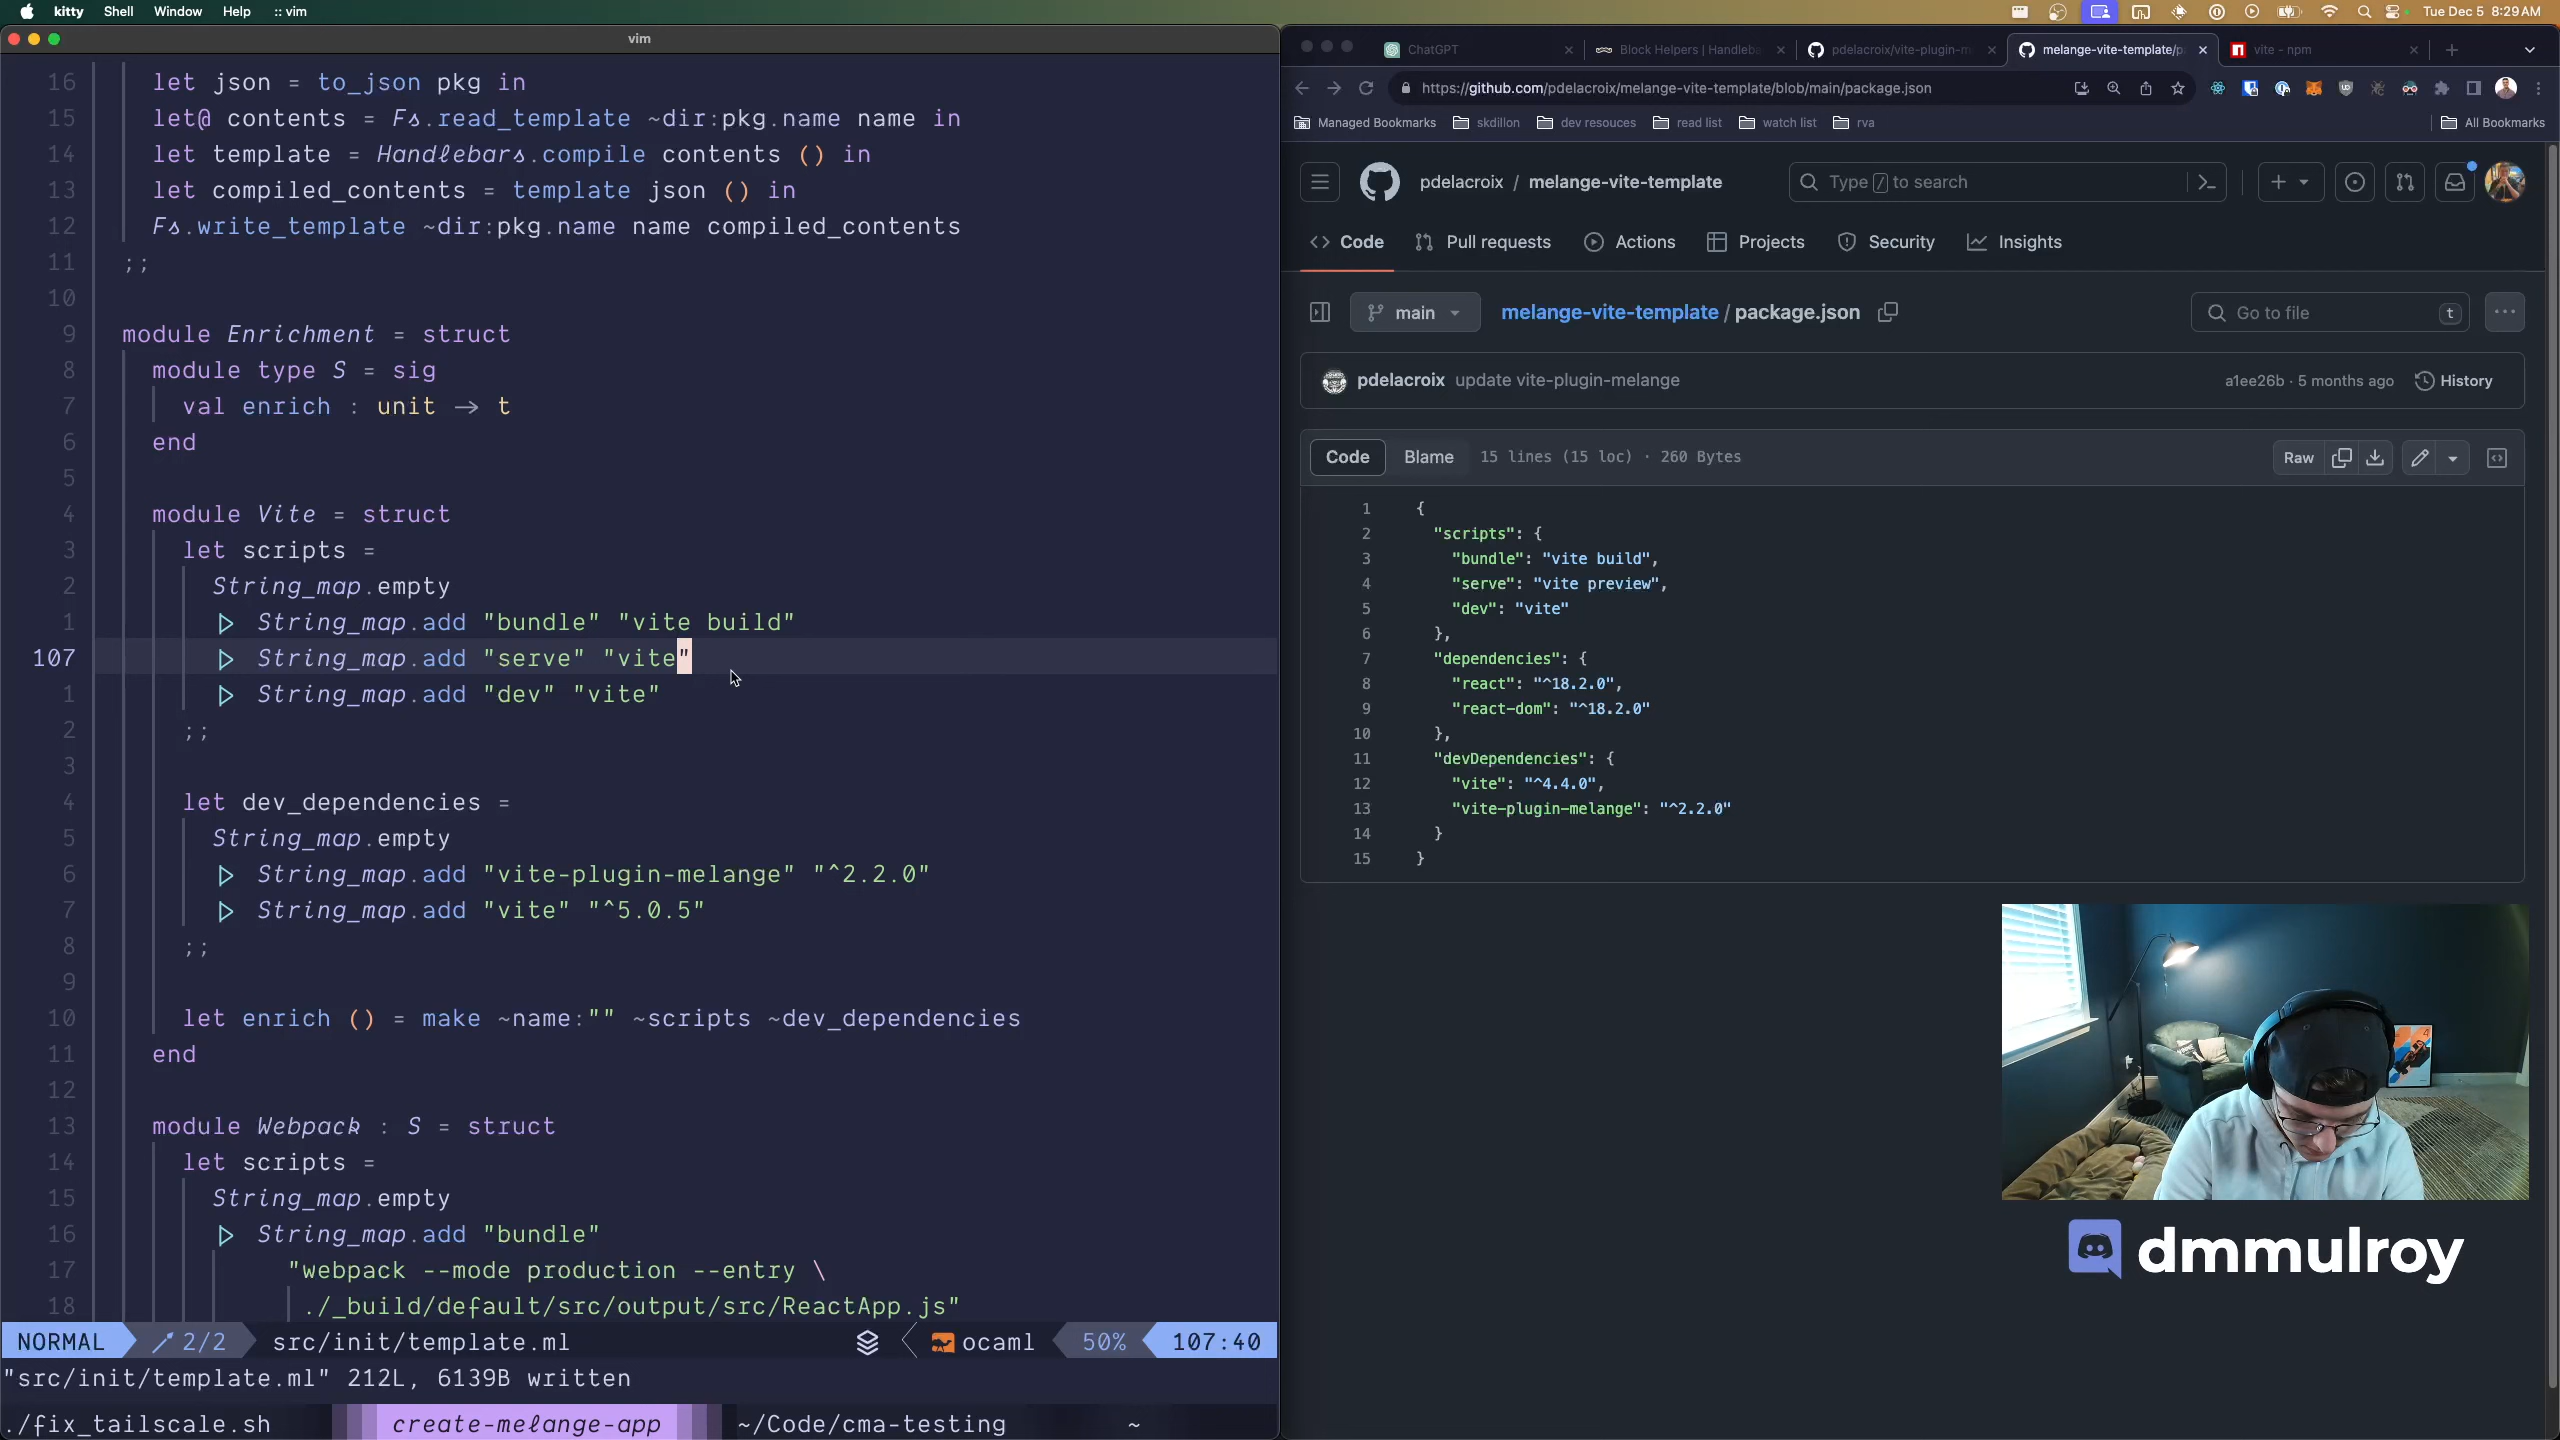 kitty Shell Window Help :: vim
Tue Dec 5 8:29 AM
vim
16 let json = to_json pkg in
15 let@ contents = Fs.read_template ~dir:pkg.name name in
14 let template = Handlebars.compile contents () in
13 let compiled_contents = template json () in
12 Fs.write_template ~dir:pkg.name name compiled_contents
11 ;;
10
9 module Enrichment = struct
8 module type S = sig
7 val enrich : unit → t
6 end
5
4 module Vite = struct
3 let scripts =
2 String_map.empty
1 ▷ String_map.add "bundle" "vite build"
107 ▷ String_map.add "serve" "vite"
1 ▷ String_map.add "dev" "vite"
2 ;;
3
4 let dev_dependencies =
5 String_map.empty
6 ▷ String_map.add "vite-plugin-melange" "^2.2.0"
7 ▷ String_map.add "vite" "^5.0.5"
8 ;;
9
10 let enrich () = make ~name:"" ~scripts ~dev_dependencies
11 end
12
13 module Webpack : S = struct
14 let scripts =
15 String_map.empty
16 ▷ String_map.add "bundle"
17 "webpack --mode production --entry \
18 ./_build/default/src/output/src/ReactApp.js"
NORMAL 2/2 src/init/template.ml ocaml 50% 107:40
"src/init/template.ml" 212L, 6139B written
./fix_tailscale.sh create-melange-app ~/Code/cma-testing ~
ChatGPT
Block Helpers | Handleba
pdelacroix/vite-plugin-m
melange-vite-template/p
vite - npm
https://github.com/pdelacroix/melange-vite-template/blob/main/package.json
Managed Bookmarks skdillon dev resouces read list watch list rva All Bookmarks
pdelacroix / melange-vite-template
Type / to search
Code Pull requests Actions Projects Security Insights
main melange-vite-template / package.json
Go to file t
pdelacroix update vite-plugin-melange
a1ee26b · 5 months ago History
Code Blame 15 lines (15 loc) · 260 Bytes
Raw
1 {
2 "scripts": {
3 "bundle": "vite build",
4 "serve": "vite preview",
5 "dev": "vite"
6 },
7 "dependencies": {
8 "react": "^18.2.0",
9 "react-dom": "^18.2.0"
10 },
11 "devDependencies": {
12 "vite": "^4.4.0",
13 "vite-plugin-melange": "^2.2.0"
14 }
15 }
dmmulroy